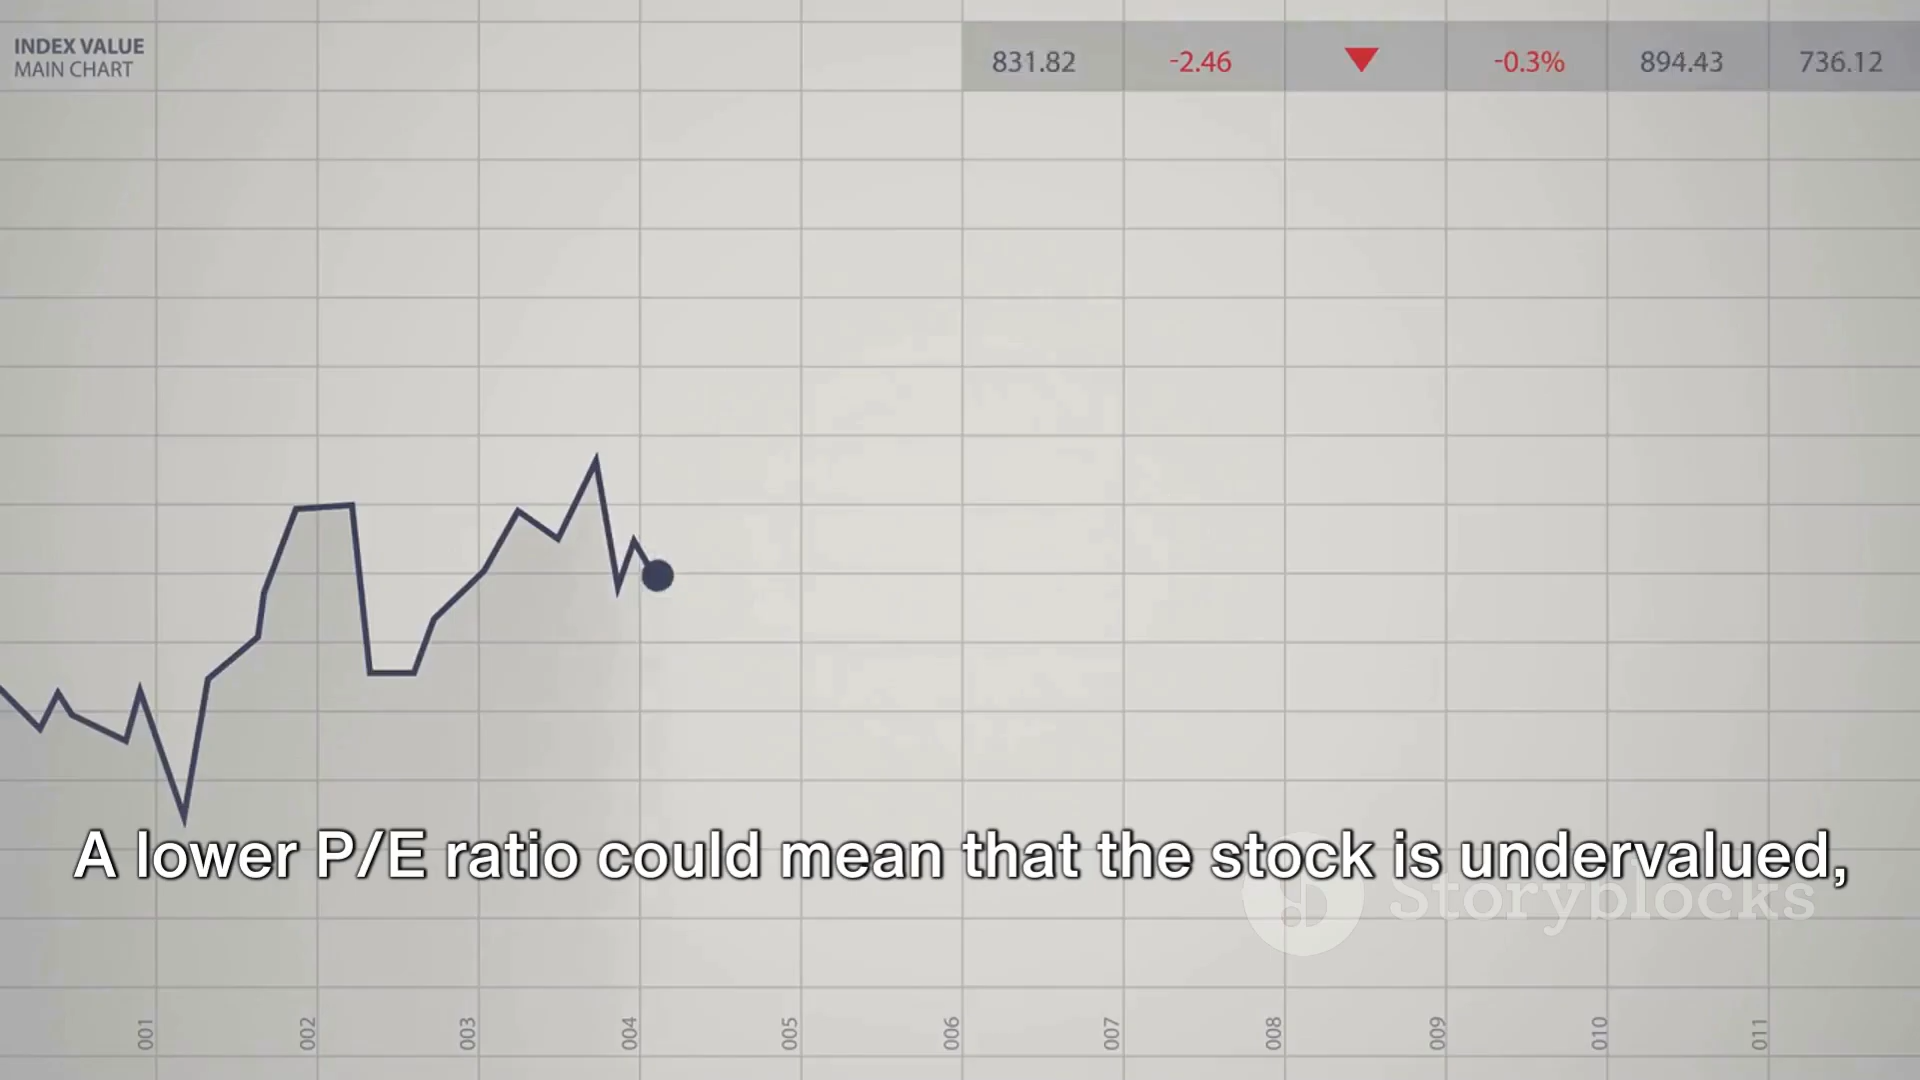 INDEX VALUE
MAIN CHART
831.82 -2.46 -0.3% 894.43 736.12
A lower P/E ratio could mean that the stock is undervalued,
Storyblocks
001 002 003 004 005 006 007 008 009 010 011